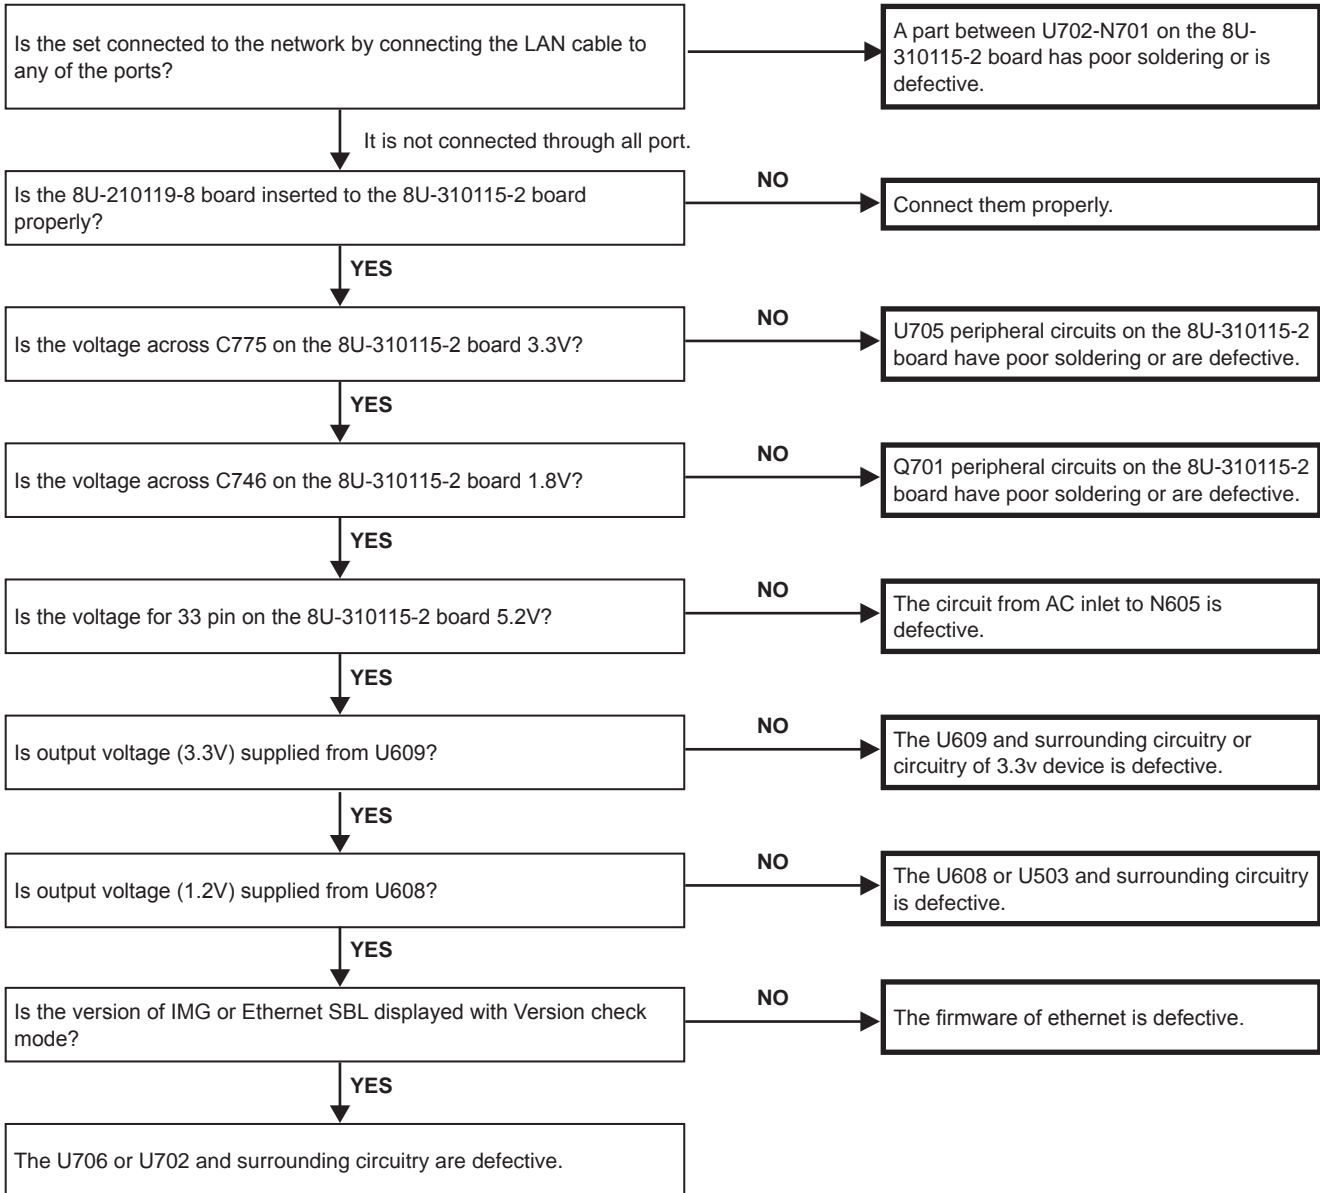 Is the set connected to the network by connecting the LAN cable to
any of the ports?
A part between U702-N701 on the 8U-
310115-2 board has poor soldering or is
defective.
It is not connected through all port.
Is the 8U-210119-8 board inserted to the 8U-310115-2 board
properly?
NO
Connect them properly.
YES
Is the voltage across C775 on the 8U-310115-2 board 3.3V?
NO
U705 peripheral circuits on the 8U-310115-2
board have poor soldering or are defective.
YES
Is the voltage across C746 on the 8U-310115-2 board 1.8V?
NO
Q701 peripheral circuits on the 8U-310115-2
board have poor soldering or are defective.
YES
Is the voltage for 33 pin on the 8U-310115-2 board 5.2V?
NO
The circuit from AC inlet to N605 is
defective.
YES
Is output voltage (3.3V) supplied from U609?
NO
The U609 and surrounding circuitry or
circuitry of 3.3v device is defective.
YES
Is output voltage (1.2V) supplied from U608?
NO
The U608 or U503 and surrounding circuitry
is defective.
YES
Is the version of IMG or Ethernet SBL displayed with Version check
mode?
NO
The firmware of ethernet is defective.
YES
The U706 or U702 and surrounding circuitry are defective.